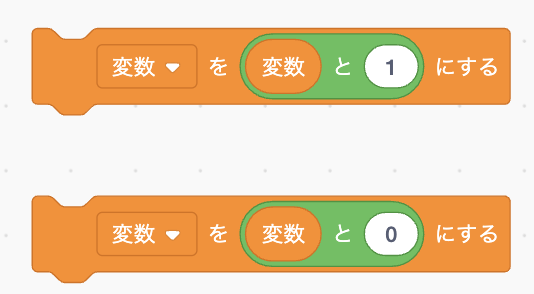 変数 を 変数 と 1 にする
変数 を 変数 と 0 にする